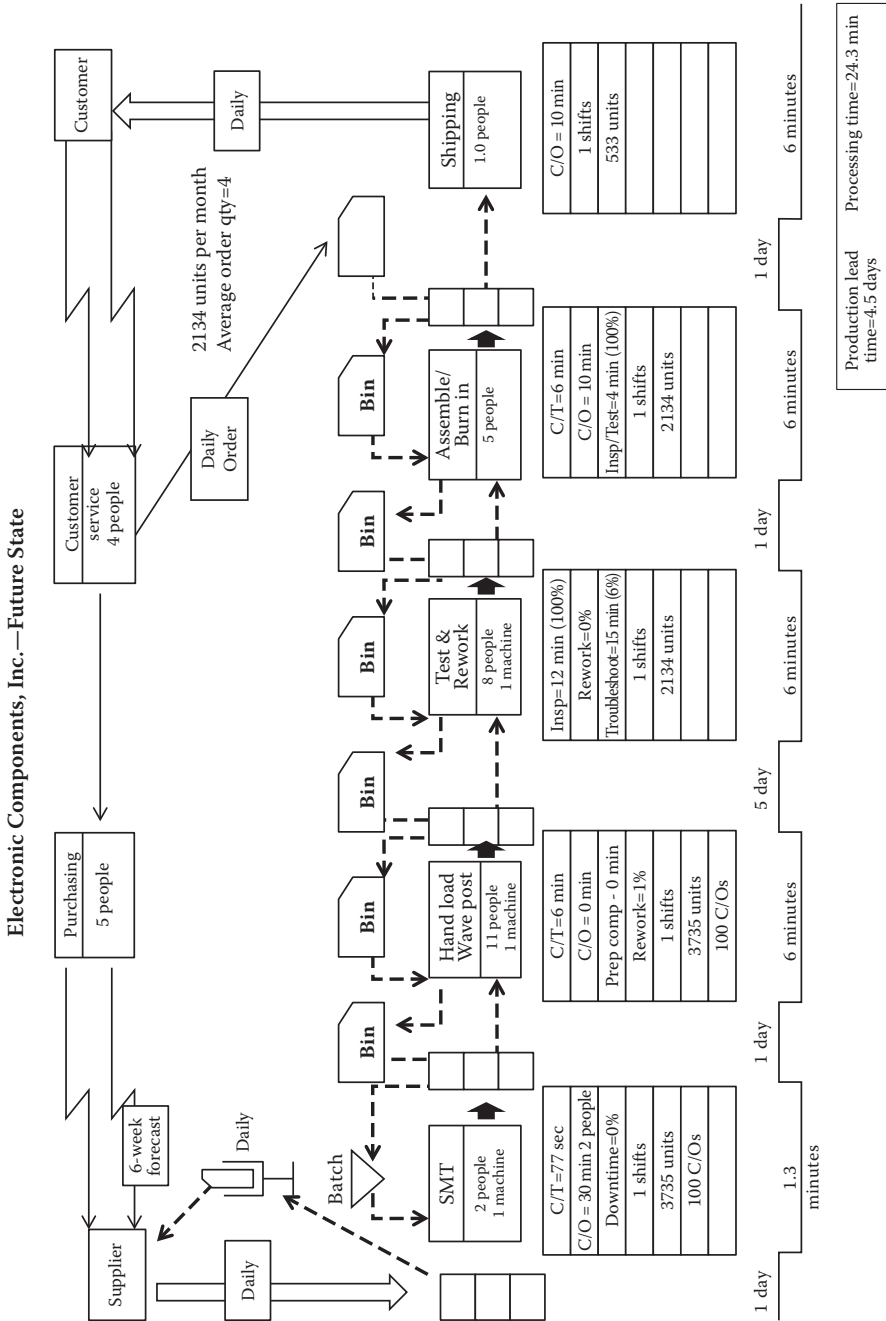 Electronic Components, Inc.—Future State
Supplier
6-week
forecast
Daily
Daily
Purchasing
5 people
Customer
service
4 people
Daily
Order
2134 units per month
Average order qty=4
Customer
Daily
Batch
Bin
Bin
Bin
Bin
Bin
Bin
SMT
2 people
1 machine
Hand load
Wave post
11 people
1 machine
Test &
Rework
8 people
1 machine
Assemble/
Burn in
5 people
Shipping
1.0 people
C/T=77 sec
C/O = 30 min 2 people
Downtime=0%
1 shifts
3735 units
100 C/Os
C/T=6 min
C/O = 0 min
Prep comp - 0 min
Rework=1%
1 shifts
3735 units
100 C/Os
Insp=12 min (100%)
Rework=0%
Troubleshoot=15 min (6%)
1 shifts
2134 units
C/T=6 min
C/O = 10 min
Insp/Test=4 min (100%)
1 shifts
2134 units
C/O = 10 min
1 shifts
533 units
1 day
1.3
minutes
1 day
6 minutes
5 day
6 minutes
1 day
6 minutes
1 day
6 minutes
Production lead
time=4.5 days
Processing time=24.3 min